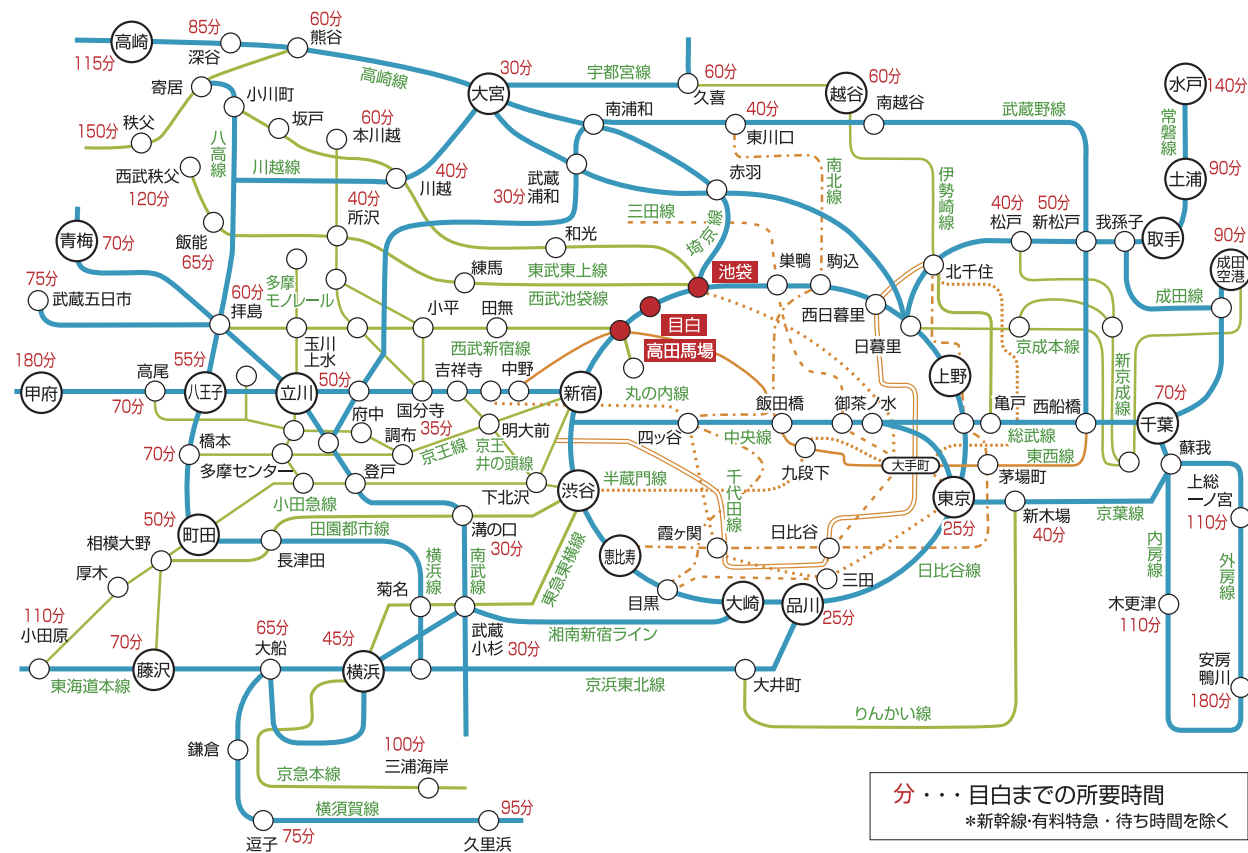 高崎
115分
85分
深谷
60分
熊谷
高崎線
30分
大宮
宇都宮線
60分
久喜
60分
越谷
南越谷
武蔵野線
水戸
140分
常磐線
寄居
小川町
坂戸
60分
本川越
秩父
150分
八高線
川越線
40分
川越
南浦和
40分
東川口
南北線
赤羽
伊勢崎線
90分
土浦
西武秩父
120分
飯能
65分
40分
所沢
武蔵
浦和
30分
三田線
埼京線
和光
東武東上線
練馬
西武池袋線
池袋
巣鴨
駒込
40分
松戸
50分
新松戸
我孫子
取手
90分
成田
空港
成田線
青梅
70分
75分
武蔵五日市
60分
拝島
多摩
モノレール
玉川
上水
小平
田無
西武新宿線
目白
高田馬場
西日暮里
日暮里
北千住
京成本線
新京成線
180分
甲府
高尾
70分
55分
八王子
立川
50分
府中
国分寺
35分
吉祥寺
中野
新宿
丸の内線
飯田橋
御茶ノ水
上野
亀戸
西船橋
70分
千葉
橋本
70分
多摩センター
調布
京王線
明大前
京王
井の頭線
四ッ谷
中央線
九段下
大手町
総武線
東西線
茅場町
蘇我
上総
一ノ宮
110分
登戸
小田急線
下北沢
渋谷
半蔵門線
千代田線
東京
25分
新木場
40分
京葉線
50分
町田
田園都市線
長津田
溝の口
30分
相模大野
厚木
横浜線
南武線
東急東横線
恵比寿
霞ヶ関
日比谷
三田
日比谷線
内房線
外房線
菊名
目黒
大崎
品川
25分
木更津
110分
110分
小田原
70分
藤沢
65分
大船
45分
横浜
武蔵
小杉
30分
湘南新宿ライン
安房
鴨川
180分
東海道本線
京浜東北線
大井町
りんかい線
鎌倉
京急本線
100分
三浦海岸
横須賀線
逗子
75分
95分
久里浜
分・・・目白までの所要時間
*新幹線・有料特急・待ち時間を除く